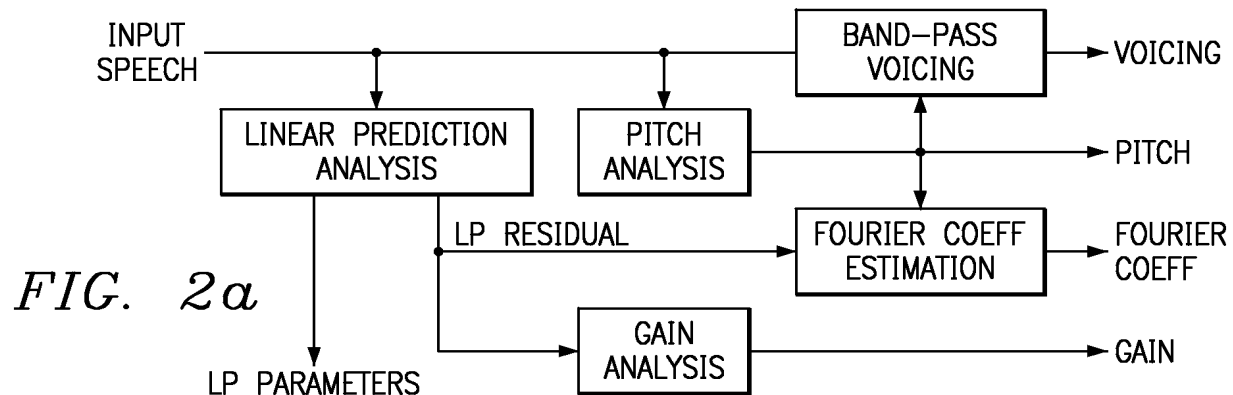 INPUT
SPEECH
BAND-PASS
VOICING
VOICING
LINEAR PREDICTION
ANALYSIS
PITCH
ANALYSIS
PITCH
LP RESIDUAL
FOURIER COEFF
ESTIMATION
FOURIER
COEFF
FIG. 2a
GAIN
ANALYSIS
GAIN
LP PARAMETERS